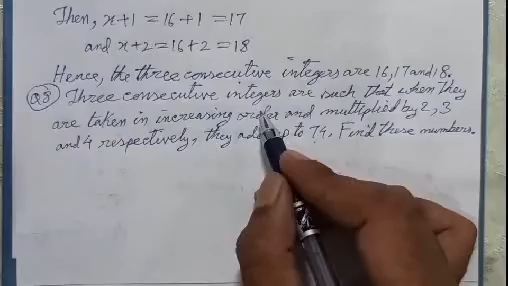 Then, x+1 = 16+1 = 17
and x+2 = 16+2 = 18
Hence, the three consecutive integers are 16, 17 and 18.
Q8 Three consecutive integers are such that when they
are taken in increasing order and multiplied by 2, 3
and 4 respectively, they add up to 74. Find these numbers.